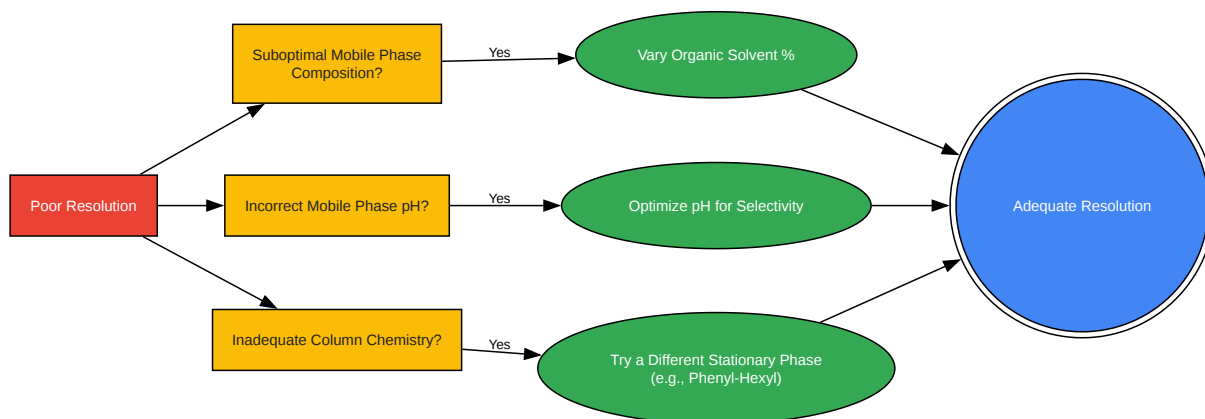 Suboptimal Mobile Phase
Composition?
Yes
Vary Organic Solvent %
Poor Resolution
Incorrect Mobile Phase pH?
Yes
Optimize pH for Selectivity
Adequate Resolution
Inadequate Column Chemistry?
Yes
Try a Different Stationary Phase
(e.g., Phenyl-Hexyl)